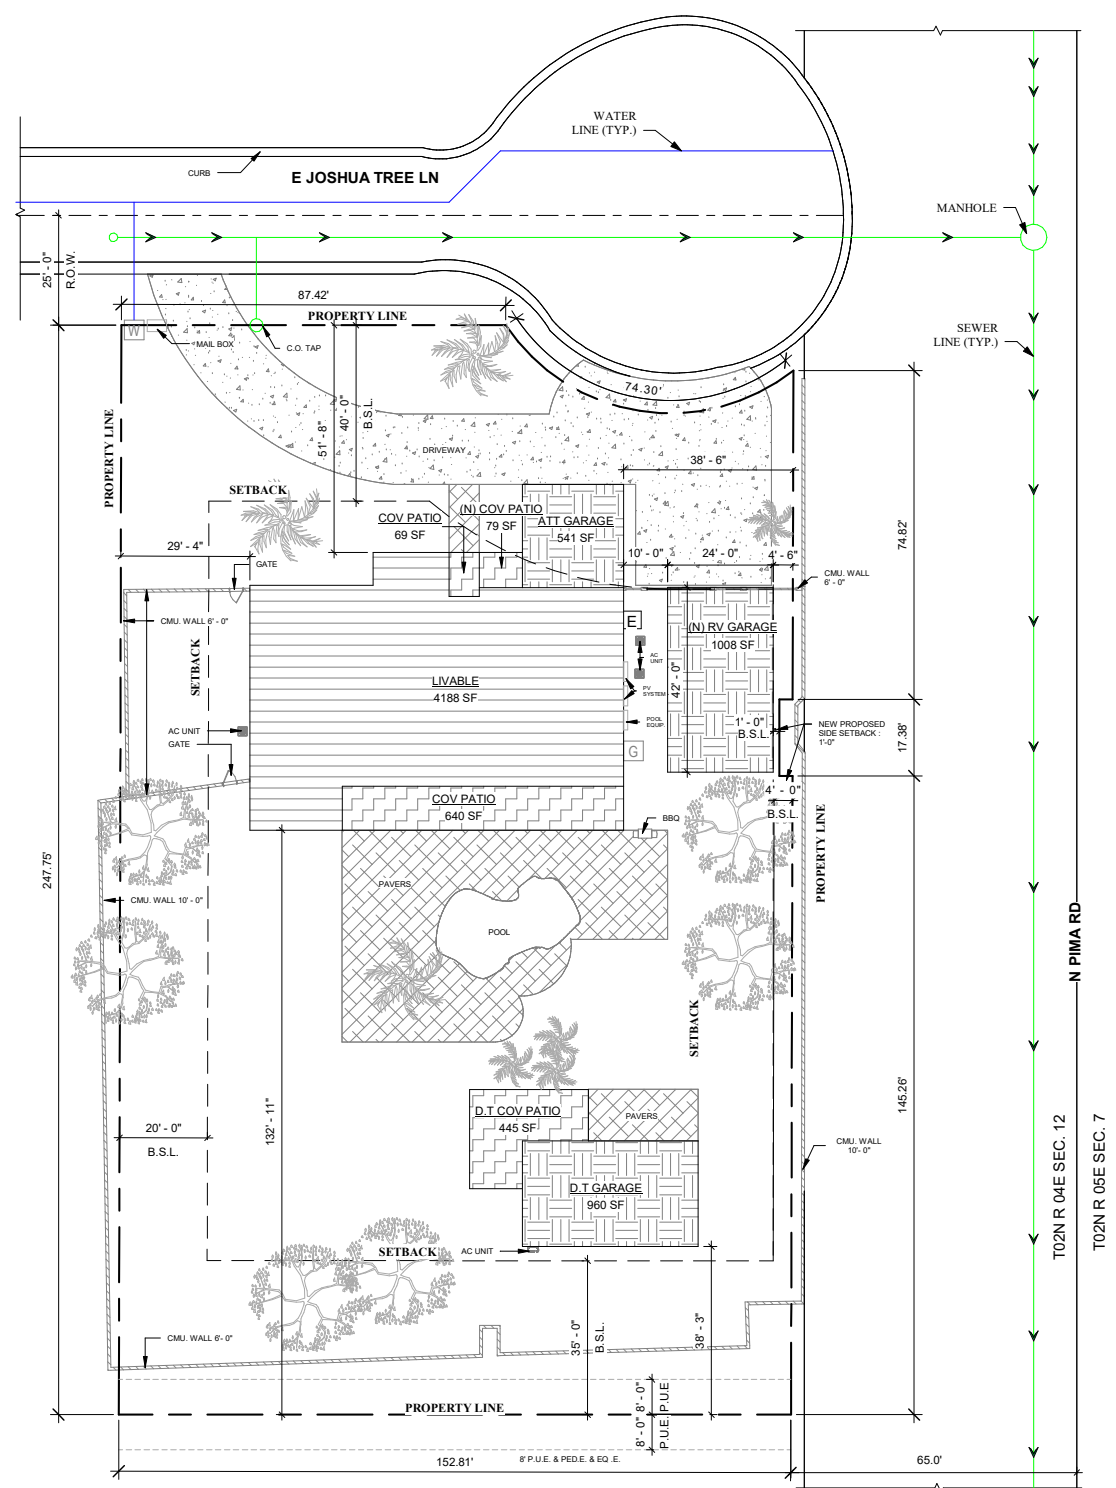 WATER
LINE (TYP.)
CURB
E JOSHUA TREE LN
MANHOLE
25' - 0"
R.O.W.
87.42'
PROPERTY LINE
W
MAIL BOX
C.O. TAP
SEWER
LINE (TYP.)
74.30'
51' - 8"
40' - 0"
B.S.L.
PROPERTY LINE
DRIVEWAY
38' - 6"
SETBACK
(N) COV PATIO
79 SF
COV PATIO
69 SF
ATT GARAGE
541 SF
74.82'
29' - 4"
GATE
10' - 0"
24' - 0"
4' - 6"
CMU. WALL
6' - 0"
CMU. WALL 6' - 0"
E
(N) RV GARAGE
1008 SF
SETBACK
AC
UNIT
LIVABLE
4188 SF
42' - 0"
PV
SYSTEM
POOL
EQUIP.
AC UNIT
GATE
1' - 0"
B.S.L.
NEW PROPOSED
SIDE SETBACK :
1'-0"
17.38'
G
4' - 0"
B.S.L.
COV PATIO
640 SF
BBQ
PROPERTY LINE
247.75'
PAVERS
CMU. WALL 10' - 0"
POOL
N PIMA RD
SETBACK
132' - 11"
145.26'
D.T COV PATIO
445 SF
PAVERS
20' - 0"
B.S.L.
CMU. WALL
10'- 0"
T02N R 04E SEC. 12
T02N R 05E SEC. 7
D.T GARAGE
960 SF
SETBACK
AC UNIT
35' - 0"
B.S.L.
38' - 3"
CMU. WALL 6'- 0"
8' - 0"
P.U.E
PROPERTY LINE
8' - 0"
P.U.E.
152.81'
8' P.U.E. & PED.E. & EQ .E.
65.0'